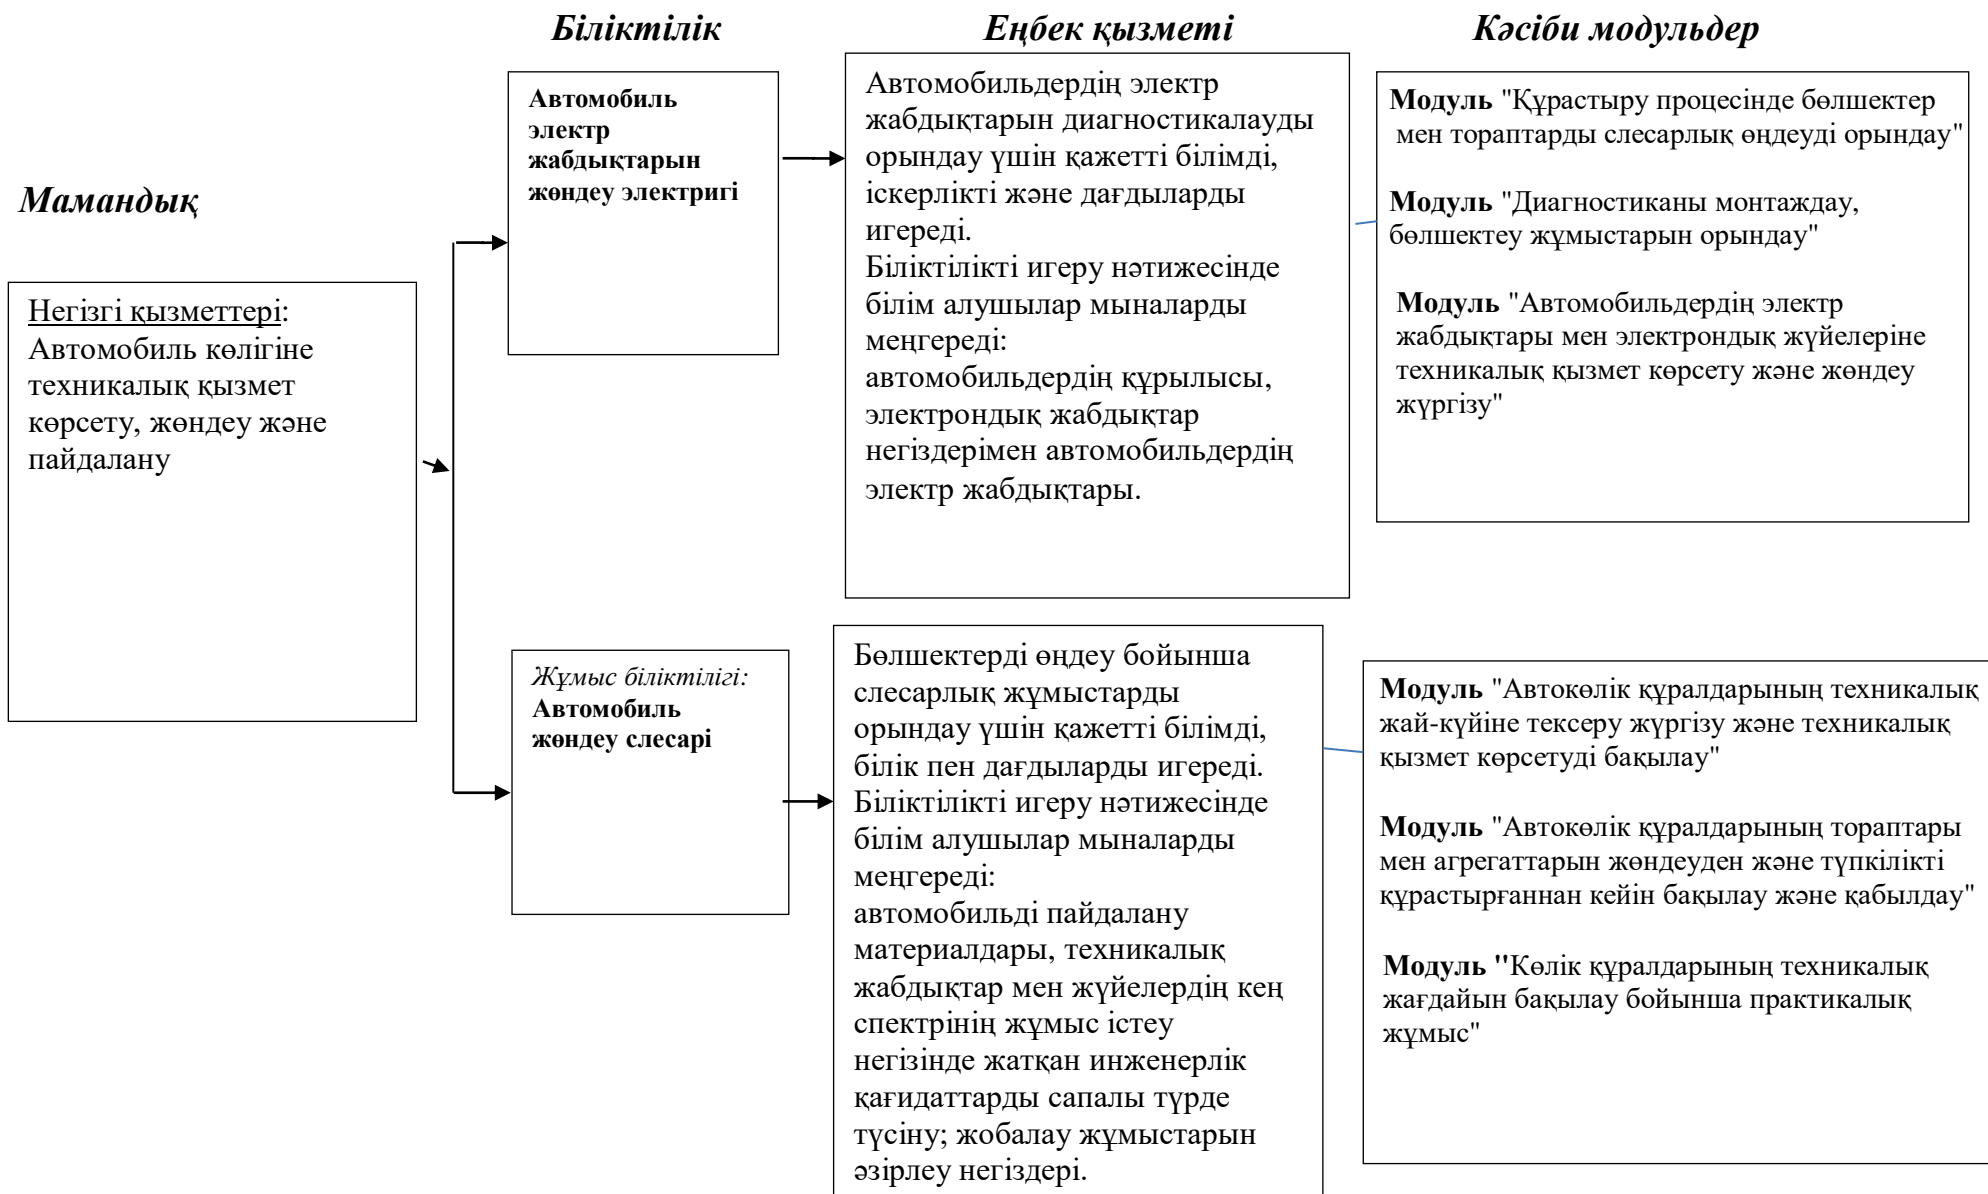 Біліктілік
Еңбек қызметі
Кәсіби модульдер
Мамандық
Негізгі қызметтері:
Автомобиль көлігіне
техникалық қызмет
көрсету, жөндеу және
пайдалану
Автомобиль
электр
жабдықтарын
жөндеу электригі
Автомобильдердің электр
жабдықтарын диагностикалауды
орындау үшін қажетті білімді,
іскерлікті және дағдыларды
игереді.
Біліктілікті игеру нәтижесінде
білім алушылар мыналарды
меңгереді:
автомобильдердің құрылысы,
электрондық жабдықтар
негіздерімен автомобильдердің
электр жабдықтары.
Модуль "Құрастыру процесінде бөлшектер
мен тораптарды слесарлық өңдеуді орындау"
Модуль "Диагностиканы монтаждау,
бөлшектеу жұмыстарын орындау"
Модуль "Автомобильдердің электр
жабдықтары мен электрондық жүйелеріне
техникалық қызмет көрсету және жөндеу
жүргізу"
Жұмыс біліктілігі:
Автомобиль
жөндеу слесарі
Бөлшектерді өңдеу бойынша
слесарлық жұмыстарды
орындау үшін қажетті білімді,
білік пен дағдыларды игереді.
Біліктілікті игеру нәтижесінде
білім алушылар мыналарды
меңгереді:
автомобильді пайдалану
материалдары, техникалық
жабдықтар мен жүйелердің кең
спектрінің жұмыс істеу
негізінде жатқан инженерлік
қағидаттарды сапалы түрде
түсіну; жобалау жұмыстарын
әзірлеу негіздері.
Модуль "Автокөлік құралдарының техникалық
жай-күйіне тексеру жүргізу және техникалық
қызмет көрсетуді бақылау"
Модуль "Автокөлік құралдарының тораптары
мен агрегаттарын жөндеуден және түпкілікті
құрастырғаннан кейін бақылау және қабылдау"
Модуль "Көлік құралдарының техникалық
жағдайын бақылау бойынша практикалық
жұмыс"